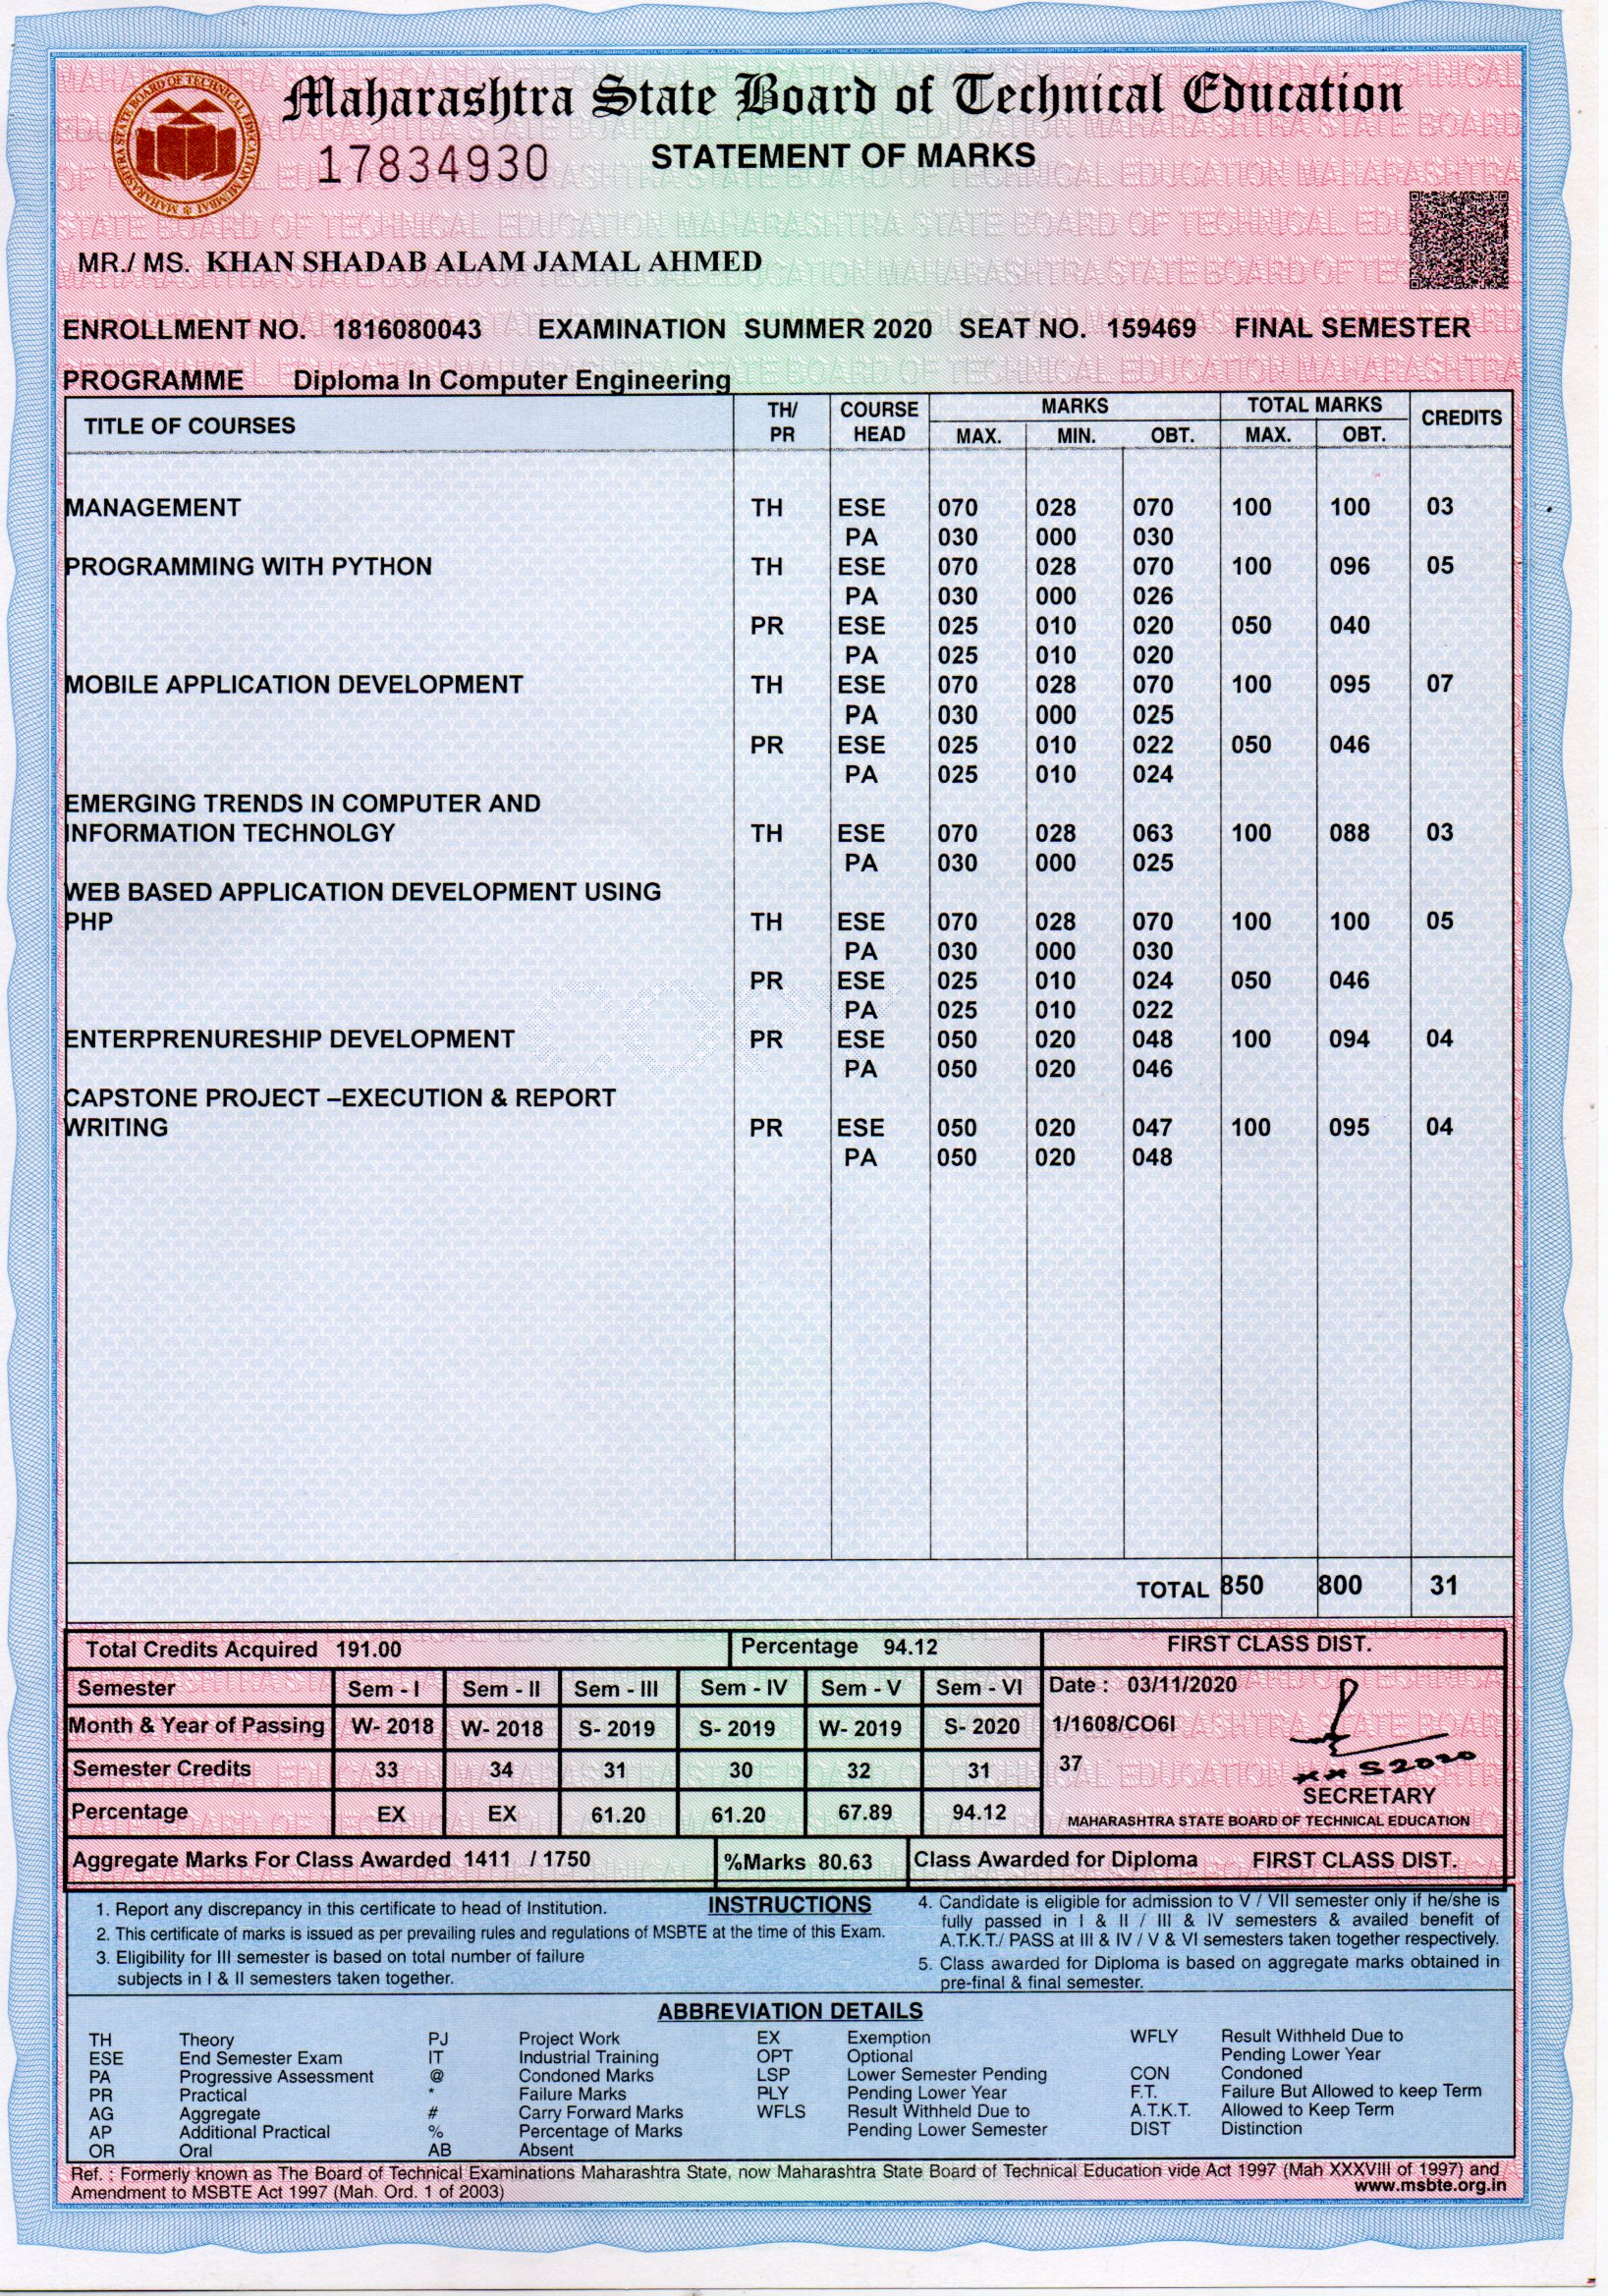 Maharashtra State Board of Technical Education
17834930 STATEMENT OF MARKS
MR./ MS. KHAN SHADAB ALAM JAMAL AHMED
ENROLLMENT NO. 1816080043 EXAMINATION SUMMER 2020 SEAT NO. 159469 FINAL SEMESTER
PROGRAMME Diploma In Computer Engineering
TITLE OF COURSES TH/ PR COURSE HEAD MARKS MAX. MIN. OBT. TOTAL MARKS MAX. OBT. CREDITS
MANAGEMENT TH ESE 070 028 070 100 100 03
PA 030 000 030
PROGRAMMING WITH PYTHON TH ESE 070 028 070 100 096 05
PA 030 000 026
PR ESE 025 010 020 050 040
PA 025 010 020
MOBILE APPLICATION DEVELOPMENT TH ESE 070 028 070 100 095 07
PA 030 000 025
PR ESE 025 010 022 050 046
PA 025 010 024
EMERGING TRENDS IN COMPUTER AND
INFORMATION TECHNOLGY TH ESE 070 028 063 100 088 03
PA 030 000 025
WEB BASED APPLICATION DEVELOPMENT USING
PHP TH ESE 070 028 070 100 100 05
PA 030 000 030
PR ESE 025 010 024 050 046
PA 025 010 022
ENTERPRENURESHIP DEVELOPMENT PR ESE 050 020 048 100 094 04
PA 050 020 046
CAPSTONE PROJECT –EXECUTION & REPORT
WRITING PR ESE 050 020 047 100 095 04
PA 050 020 048
TOTAL 850 800 31
Total Credits Acquired 191.00 Percentage 94.12 FIRST CLASS DIST.
Semester Sem - I Sem - II Sem - III Sem - IV Sem - V Sem - VI Date : 03/11/2020
Month & Year of Passing W- 2018 W- 2018 S- 2019 S- 2019 W- 2019 S- 2020 1/1608/CO6I
Semester Credits 33 34 31 30 32 31 37
S2020
SECRETARY
Percentage EX EX 61.20 61.20 67.89 94.12 MAHARASHTRA STATE BOARD OF TECHNICAL EDUCATION
Aggregate Marks For Class Awarded 1411 / 1750 %Marks 80.63 Class Awarded for Diploma FIRST CLASS DIST.
INSTRUCTIONS
1. Report any discrepancy in this certificate to head of Institution.
2. This certificate of marks is issued as per prevailing rules and regulations of MSBTE at the time of this Exam.
3. Eligibility for III semester is based on total number of failure
subjects in I & II semesters taken together.
4. Candidate is eligible for admission to V / VII semester only if he/she is
fully passed in I & II / III & IV semesters & availed benefit of
A.T.K.T./ PASS at III & IV / V & VI semesters taken together respectively.
5. Class awarded for Diploma is based on aggregate marks obtained in
pre-final & final semester.
ABBREVIATION DETAILS
TH Theory PJ Project Work EX Exemption WFLY Result Withheld Due to
ESE End Semester Exam IT Industrial Training OPT Optional Pending Lower Year
PA Progressive Assessment @ Condoned Marks LSP Lower Semester Pending CON Condoned
PR Practical * Failure Marks PLY Pending Lower Year F.T. Failure But Allowed to keep Term
AG Aggregate # Carry Forward Marks WFLS Result Withheld Due to A.T.K.T. Allowed to Keep Term
AP Additional Practical % Percentage of Marks Pending Lower Semester DIST Distinction
OR Oral AB Absent
Ref. : Formerly known as The Board of Technical Examinations Maharashtra State, now Maharashtra State Board of Technical Education vide Act 1997 (Mah XXXVIII of 1997) and
Amendment to MSBTE Act 1997 (Mah. Ord. 1 of 2003) www.msbte.org.in